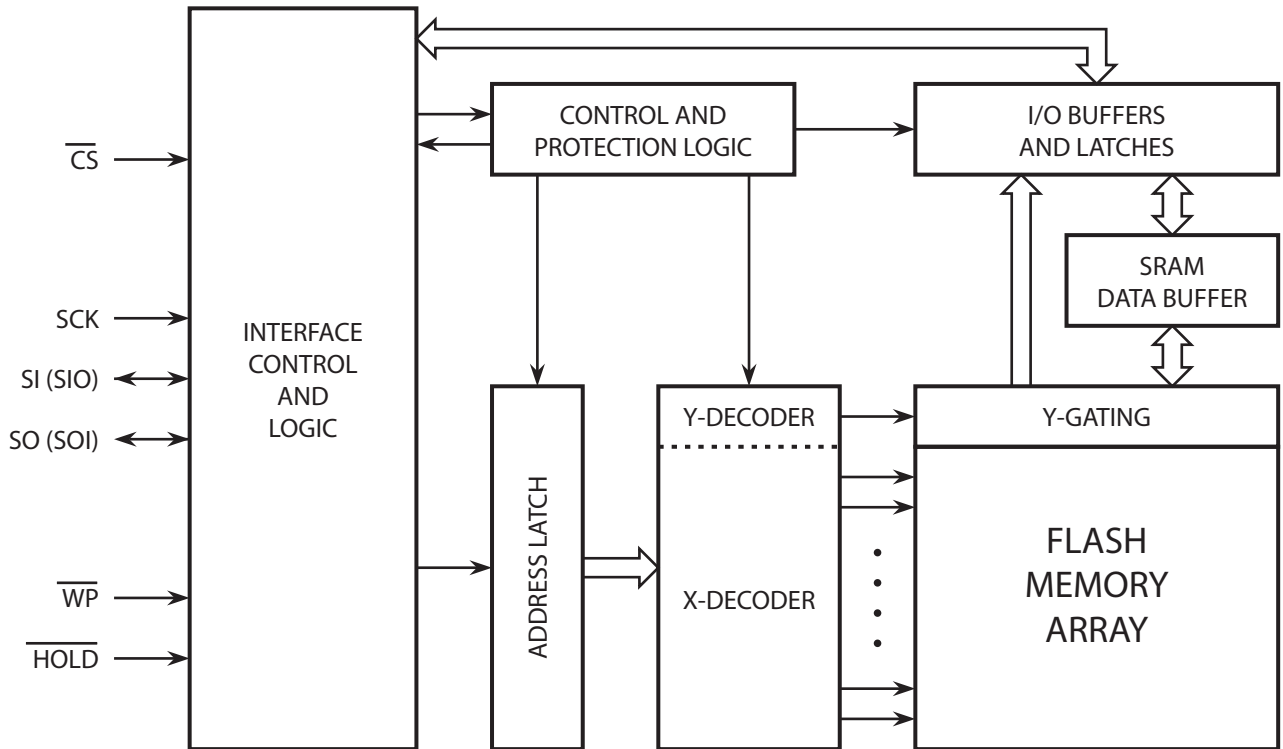 CS
SCK
SI (SIO)
SO (SOI)
WP
HOLD
INTERFACE
CONTROL
AND
LOGIC
CONTROL AND
PROTECTION LOGIC
I/O BUFFERS
AND LATCHES
SRAM
DATA BUFFER
ADDRESS LATCH
Y-DECODER
X-DECODER
Y-GATING
FLASH
MEMORY
ARRAY